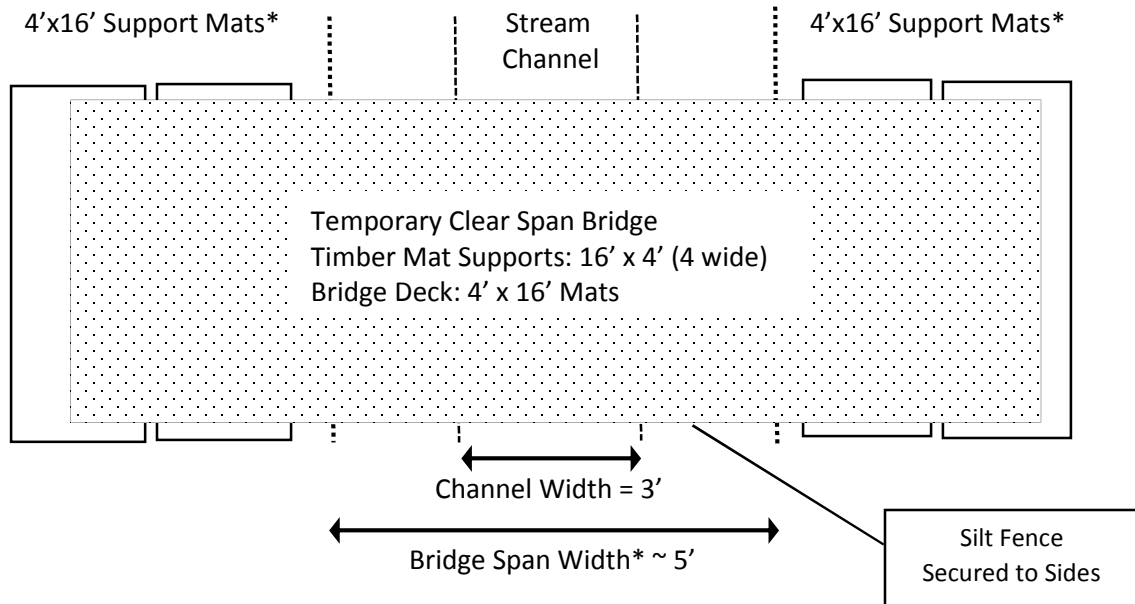 4’x16’ Support Mats*
Stream
Channel
4’x16’ Support Mats*
Temporary Clear Span Bridge
Timber Mat Supports: 16’ x 4’ (4 wide)
Bridge Deck: 4’ x 16’ Mats
Channel Width = 3’
Bridge Span Width* ~ 5’
Silt Fence
Secured to Sides